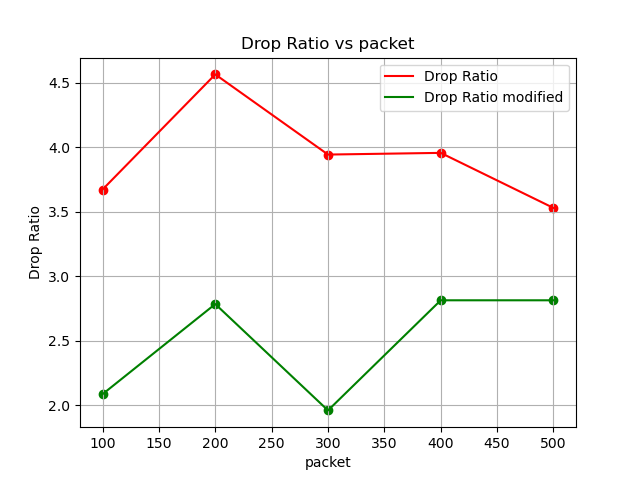 Drop Ratio vs packet
Drop Ratio
Drop Ratio modified
4.5
4.0
3.5
3.0
2.5
2.0
Drop Ratio
100 150 200 250 300 350 400 450 500
packet